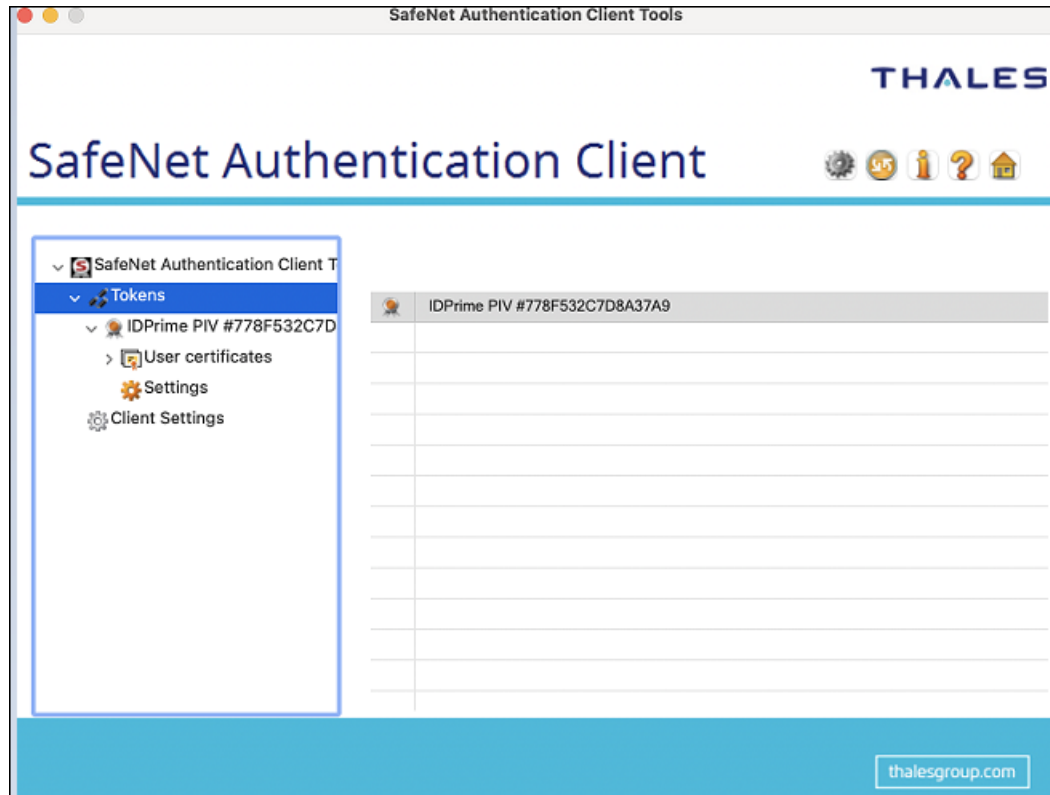 SafeNet Authentication Client Tools
THALES
SafeNet Authentication Client
SafeNet Authentication Client T
Tokens
IDPrime PIV #778F532C7D
User certificates
Settings
Client Settings
IDPrime PIV #778F532C7D8A37A9
thalesgroup.com